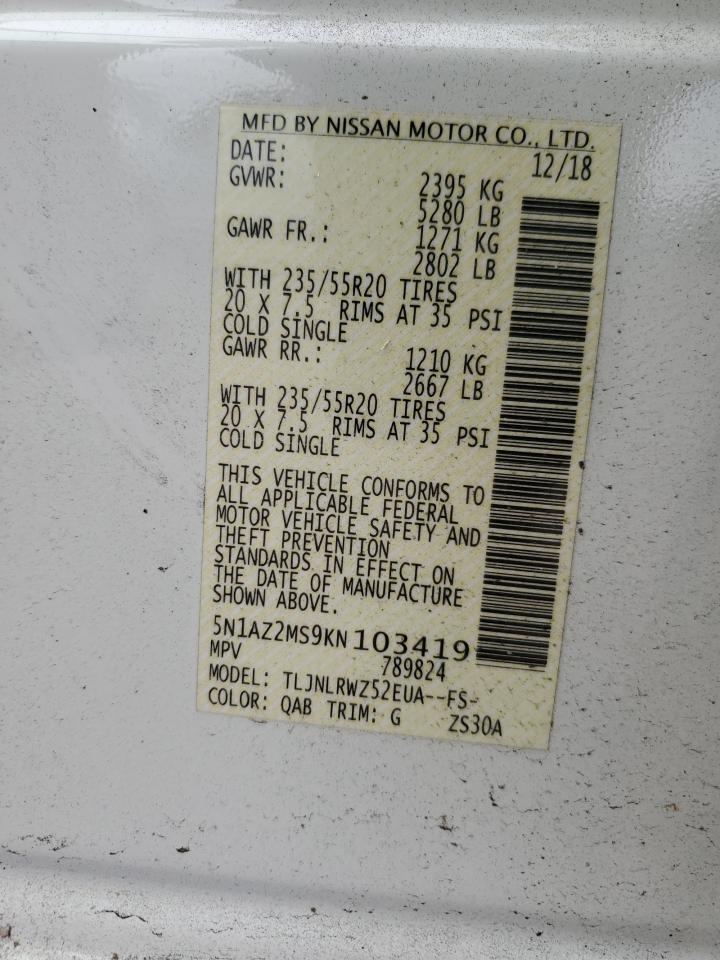 MFD BY NISSAN MOTOR CO., LTD.
DATE: 12/18
GVWR: 2395 KG
5280 LB
GAWR FR.: 1271 KG
2802 LB
WITH 235/55R20 TIRES
20 X 7.5 RIMS AT 35 PSI
COLD SINGLE
GAWR RR.: 1210 KG
2667 LB
WITH 235/55R20 TIRES
20 X 7.5 RIMS AT 35 PSI
COLD SINGLE
THIS VEHICLE CONFORMS TO
ALL APPLICABLE FEDERAL
MOTOR VEHICLE SAFETY AND
THEFT PREVENTION
STANDARDS IN EFFECT ON
THE DATE OF MANUFACTURE
SHOWN ABOVE.
5N1AZ2MS9KN103419
MPV 789824
MODEL: TLJNLRWZ52EUA--FS-
COLOR: QAB TRIM: G ZS30A